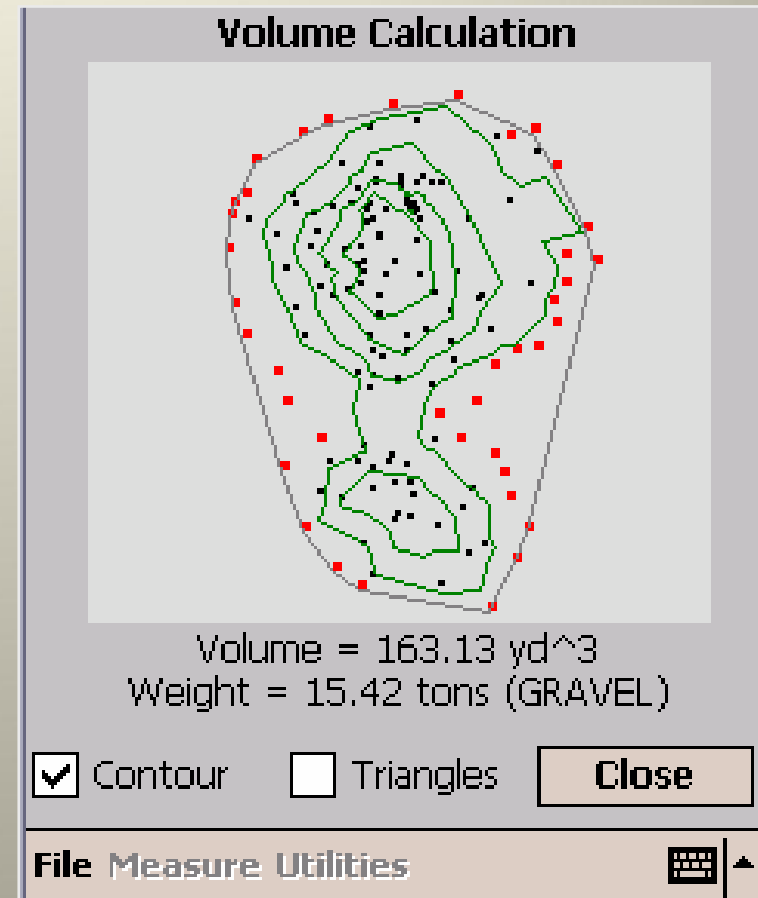 Volume Calculation
Volume = 163.13 yd^3
Weight = 15.42 tons (GRAVEL)
Contour Triangles Close
File Measure Utilities